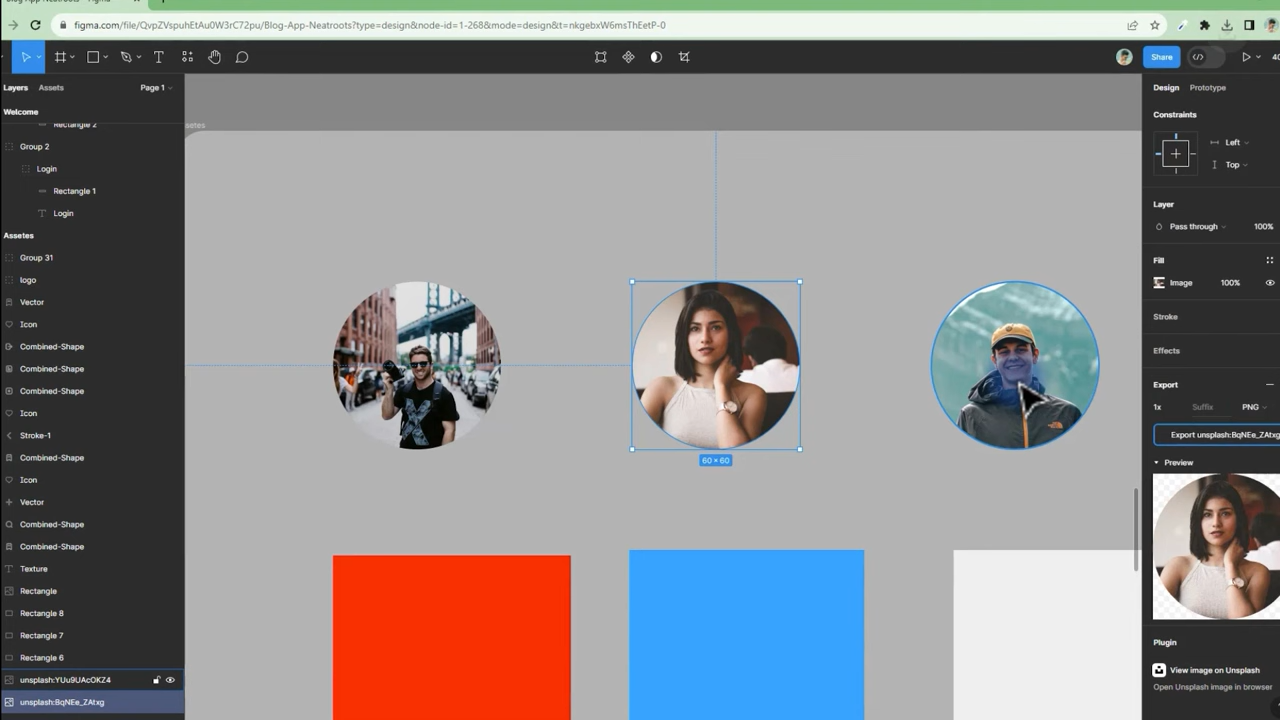 figma.com/file/QvpZVspuhEtAu0W3rC72pu/Blog-App-Neatroots?type=design&node-id=1-268&mode=design&t=nkgebxW6msThEetP-0
Share
Layers
Assets
Page 1
Welcome
Rectangle 2
Group 2
Login
Rectangle 1
Login
Assetes
Group 31
logo
Vector
Icon
Combined-Shape
Combined-Shape
Combined-Shape
Icon
Stroke-1
Combined-Shape
Icon
Vector
Combined-Shape
Combined-Shape
Texture
Rectangle
Rectangle 8
Rectangle 7
Rectangle 6
unsplash:YUu9UAcOKZ4
unsplash:BqNEe_ZAtxg
60 × 60
Design
Prototype
Constraints
Left
Top
Layer
Pass through
100%
Fill
Image
100%
Stroke
Effects
Export
1x
Suffix
PNG
Export unsplash:BqNEe_ZAtxg
Preview
Plugin
View image on Unsplash
Open Unsplash image in browser